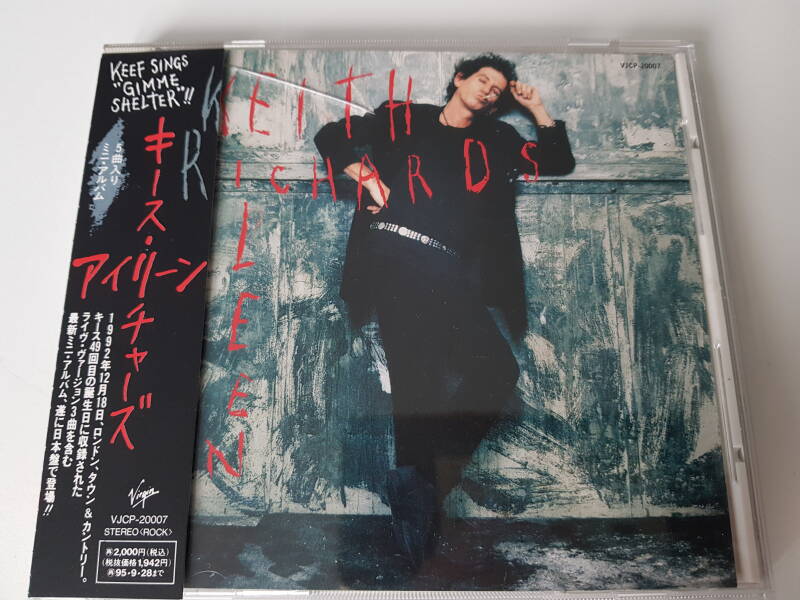 KEEF SINGS
"GIMME
SHELTER"!!
5曲入り
ミニ・アルバム
キース・リチャーズ
アイリーン
1992年12月18日、ロンドン、タウン&カントリー。
キース49回目の誕生日に収録された
ライヴ・ヴァージョン3曲を含む
最新ミニ・アルバム、遂に日本盤で登場!!
Virgin
VJCP-20007
STEREO〈ROCK〉
㊢2,000円(税込)
(税抜価格1,942円)
㊢95・9・28まで
VJCP-20007
KEITH
RICHARDS
EILEEN